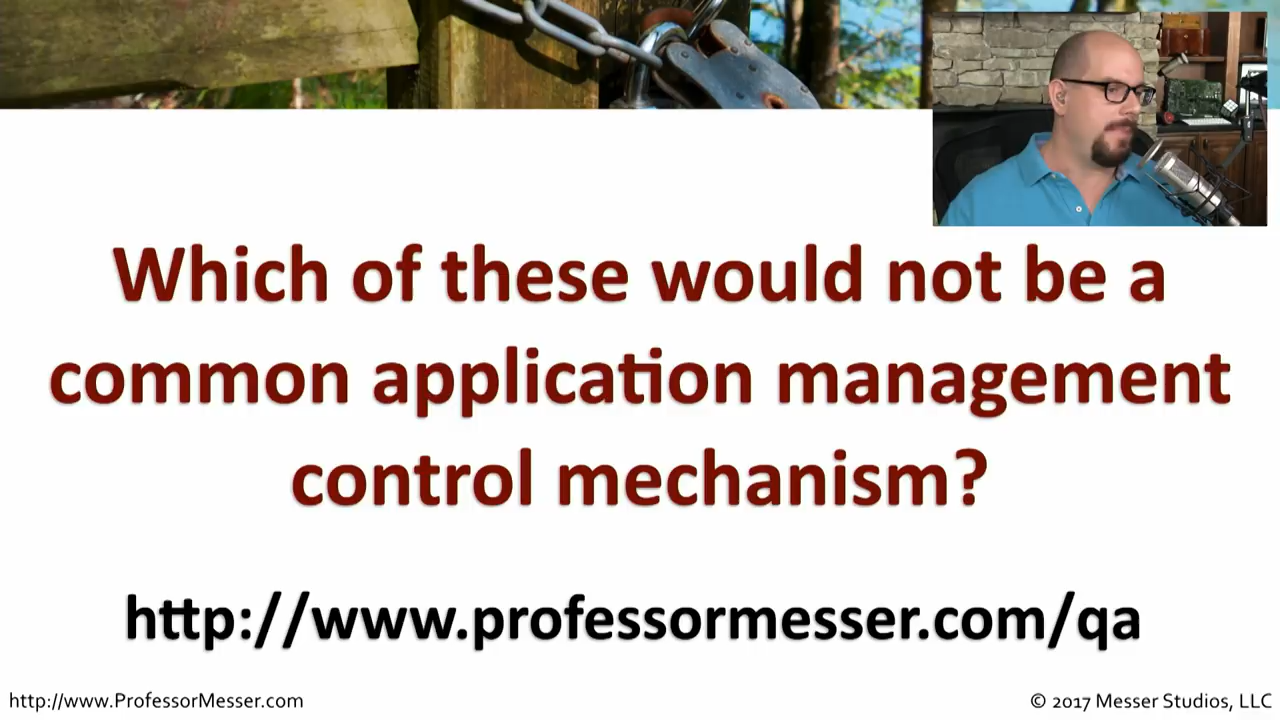 Which of these would not be a
common application management
control mechanism?
http://www.professormesser.com/qa
http://www.ProfessorMesser.com
© 2017 Messer Studios, LLC